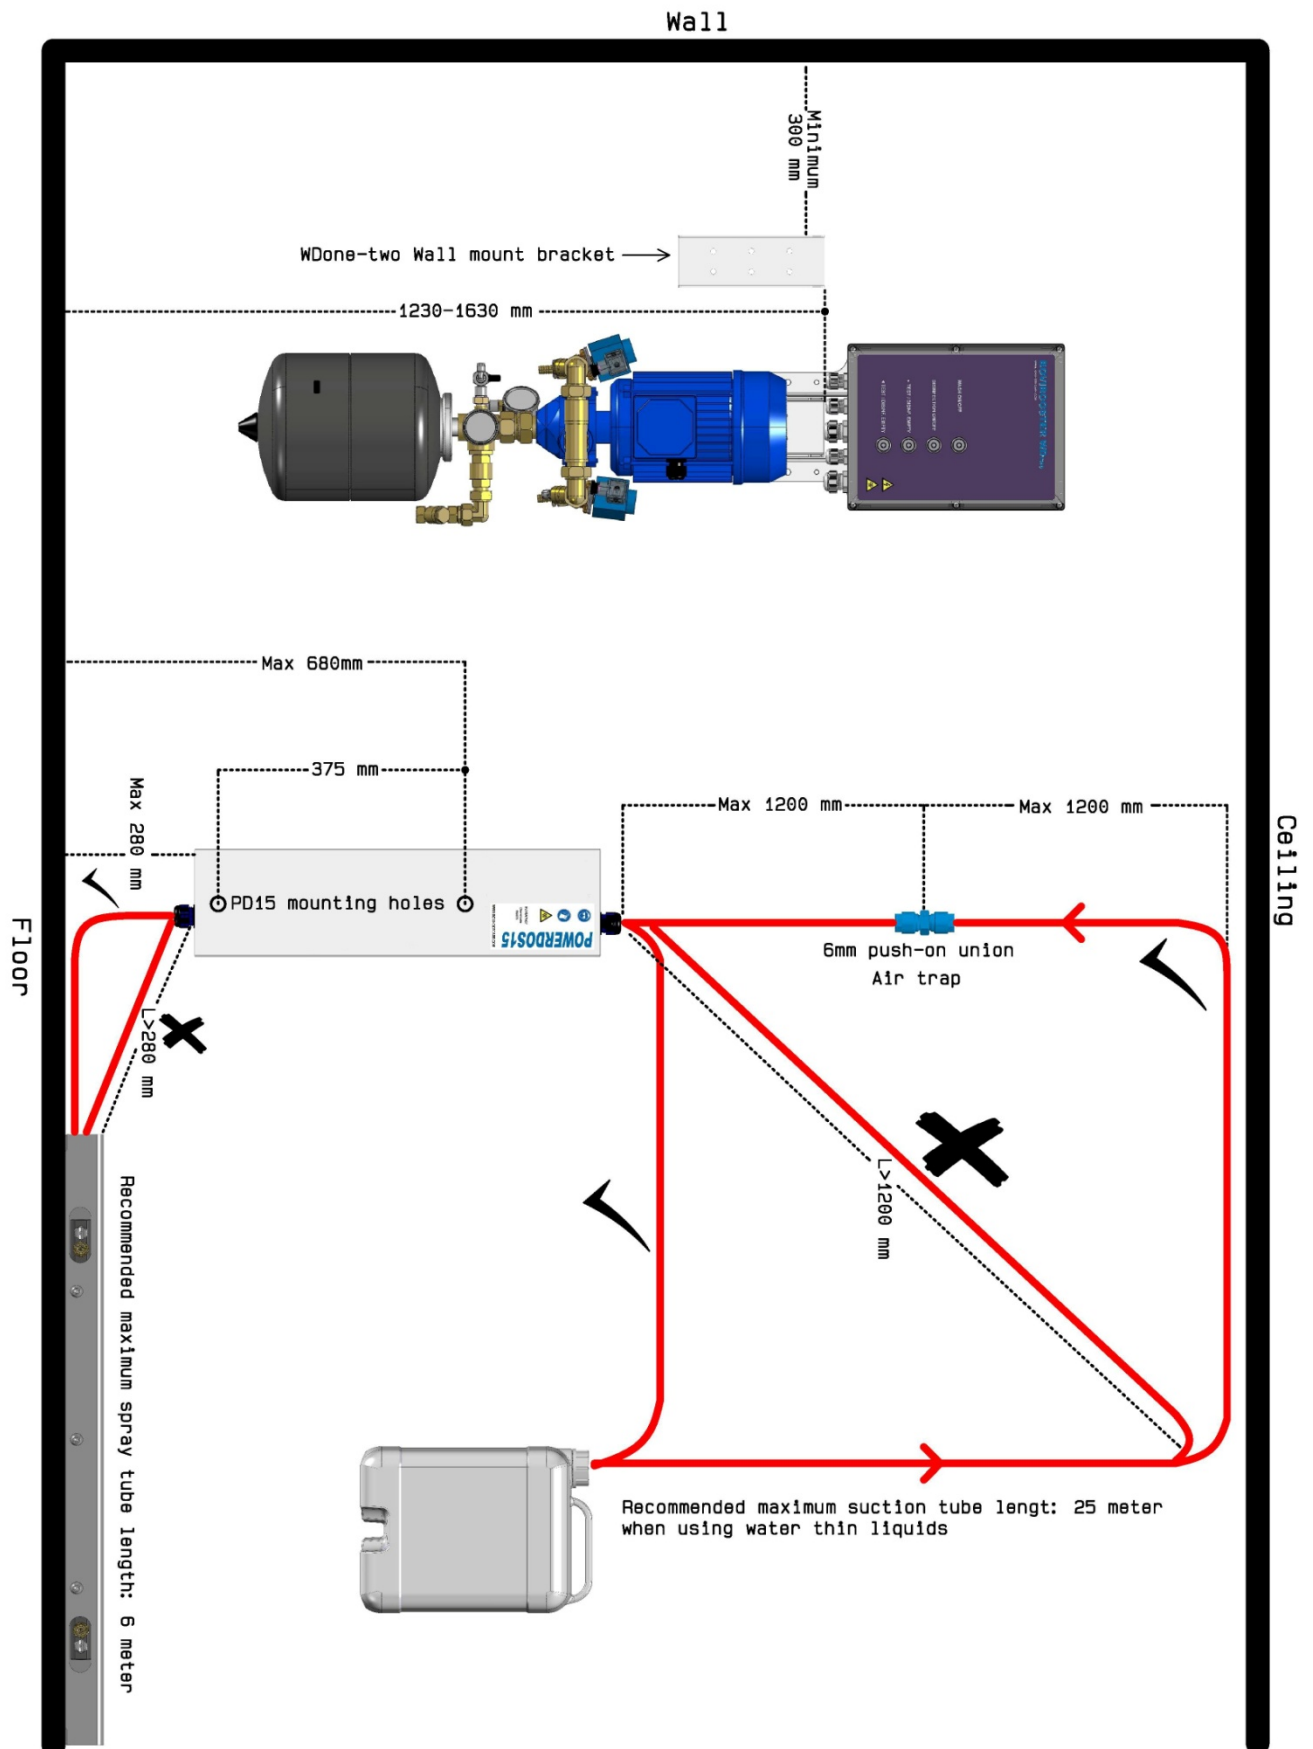 Wall
Minimum
300 mm
WDone-two Wall mount bracket
1230-1630 mm
Max 680mm
375 mm
Max 280 mm
Max 1200 mm
Max 1200 mm
Ceiling
PD15 mounting holes
POWERDOS15
6mm push-on union
Air trap
Floor
L>280 mm
L>1200 mm
Recommended maximum spray tube length: 6 meter
Recommended maximum suction tube lengt: 25 meter
when using water thin liquids